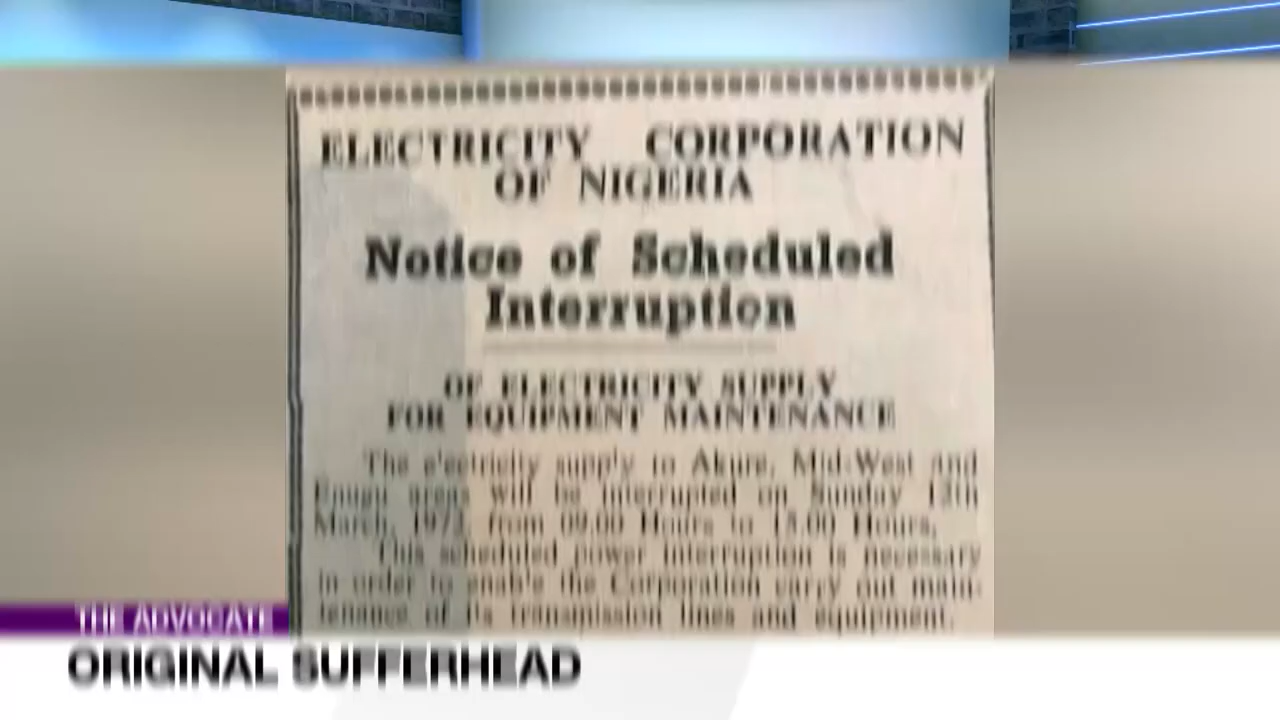 ELECTRICITY CORPORATION
OF NIGERIA
Notice of Scheduled
Interruption
OF ELECTRICITY SUPPLY
FOR EQUIPMENT MAINTENANCE
The electricity supply to Akure, Mid-West and
Enugu areas will be interrupted on Sunday 12th
March, from 09.00 Hours to Hours.
This scheduled power interruption is necessary
in order to enable the Corporation carry out main-
tenance of its transmission lines and equipment.
THE ADVOCATE
ORIGINAL SUFFERHEAD